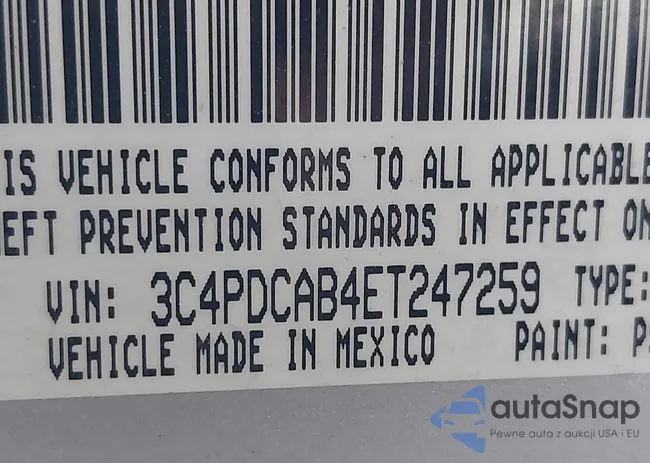 IS VEHICLE CONFORMS TO ALL APPLICABLE
EFT PREVENTION STANDARDS IN EFFECT ON
VIN: 3C4PDCAB4ET247259 TYPE:
VEHICLE MADE IN MEXICO PAINT: P
autaSnap
Pewne auta z aukcji USA i EU